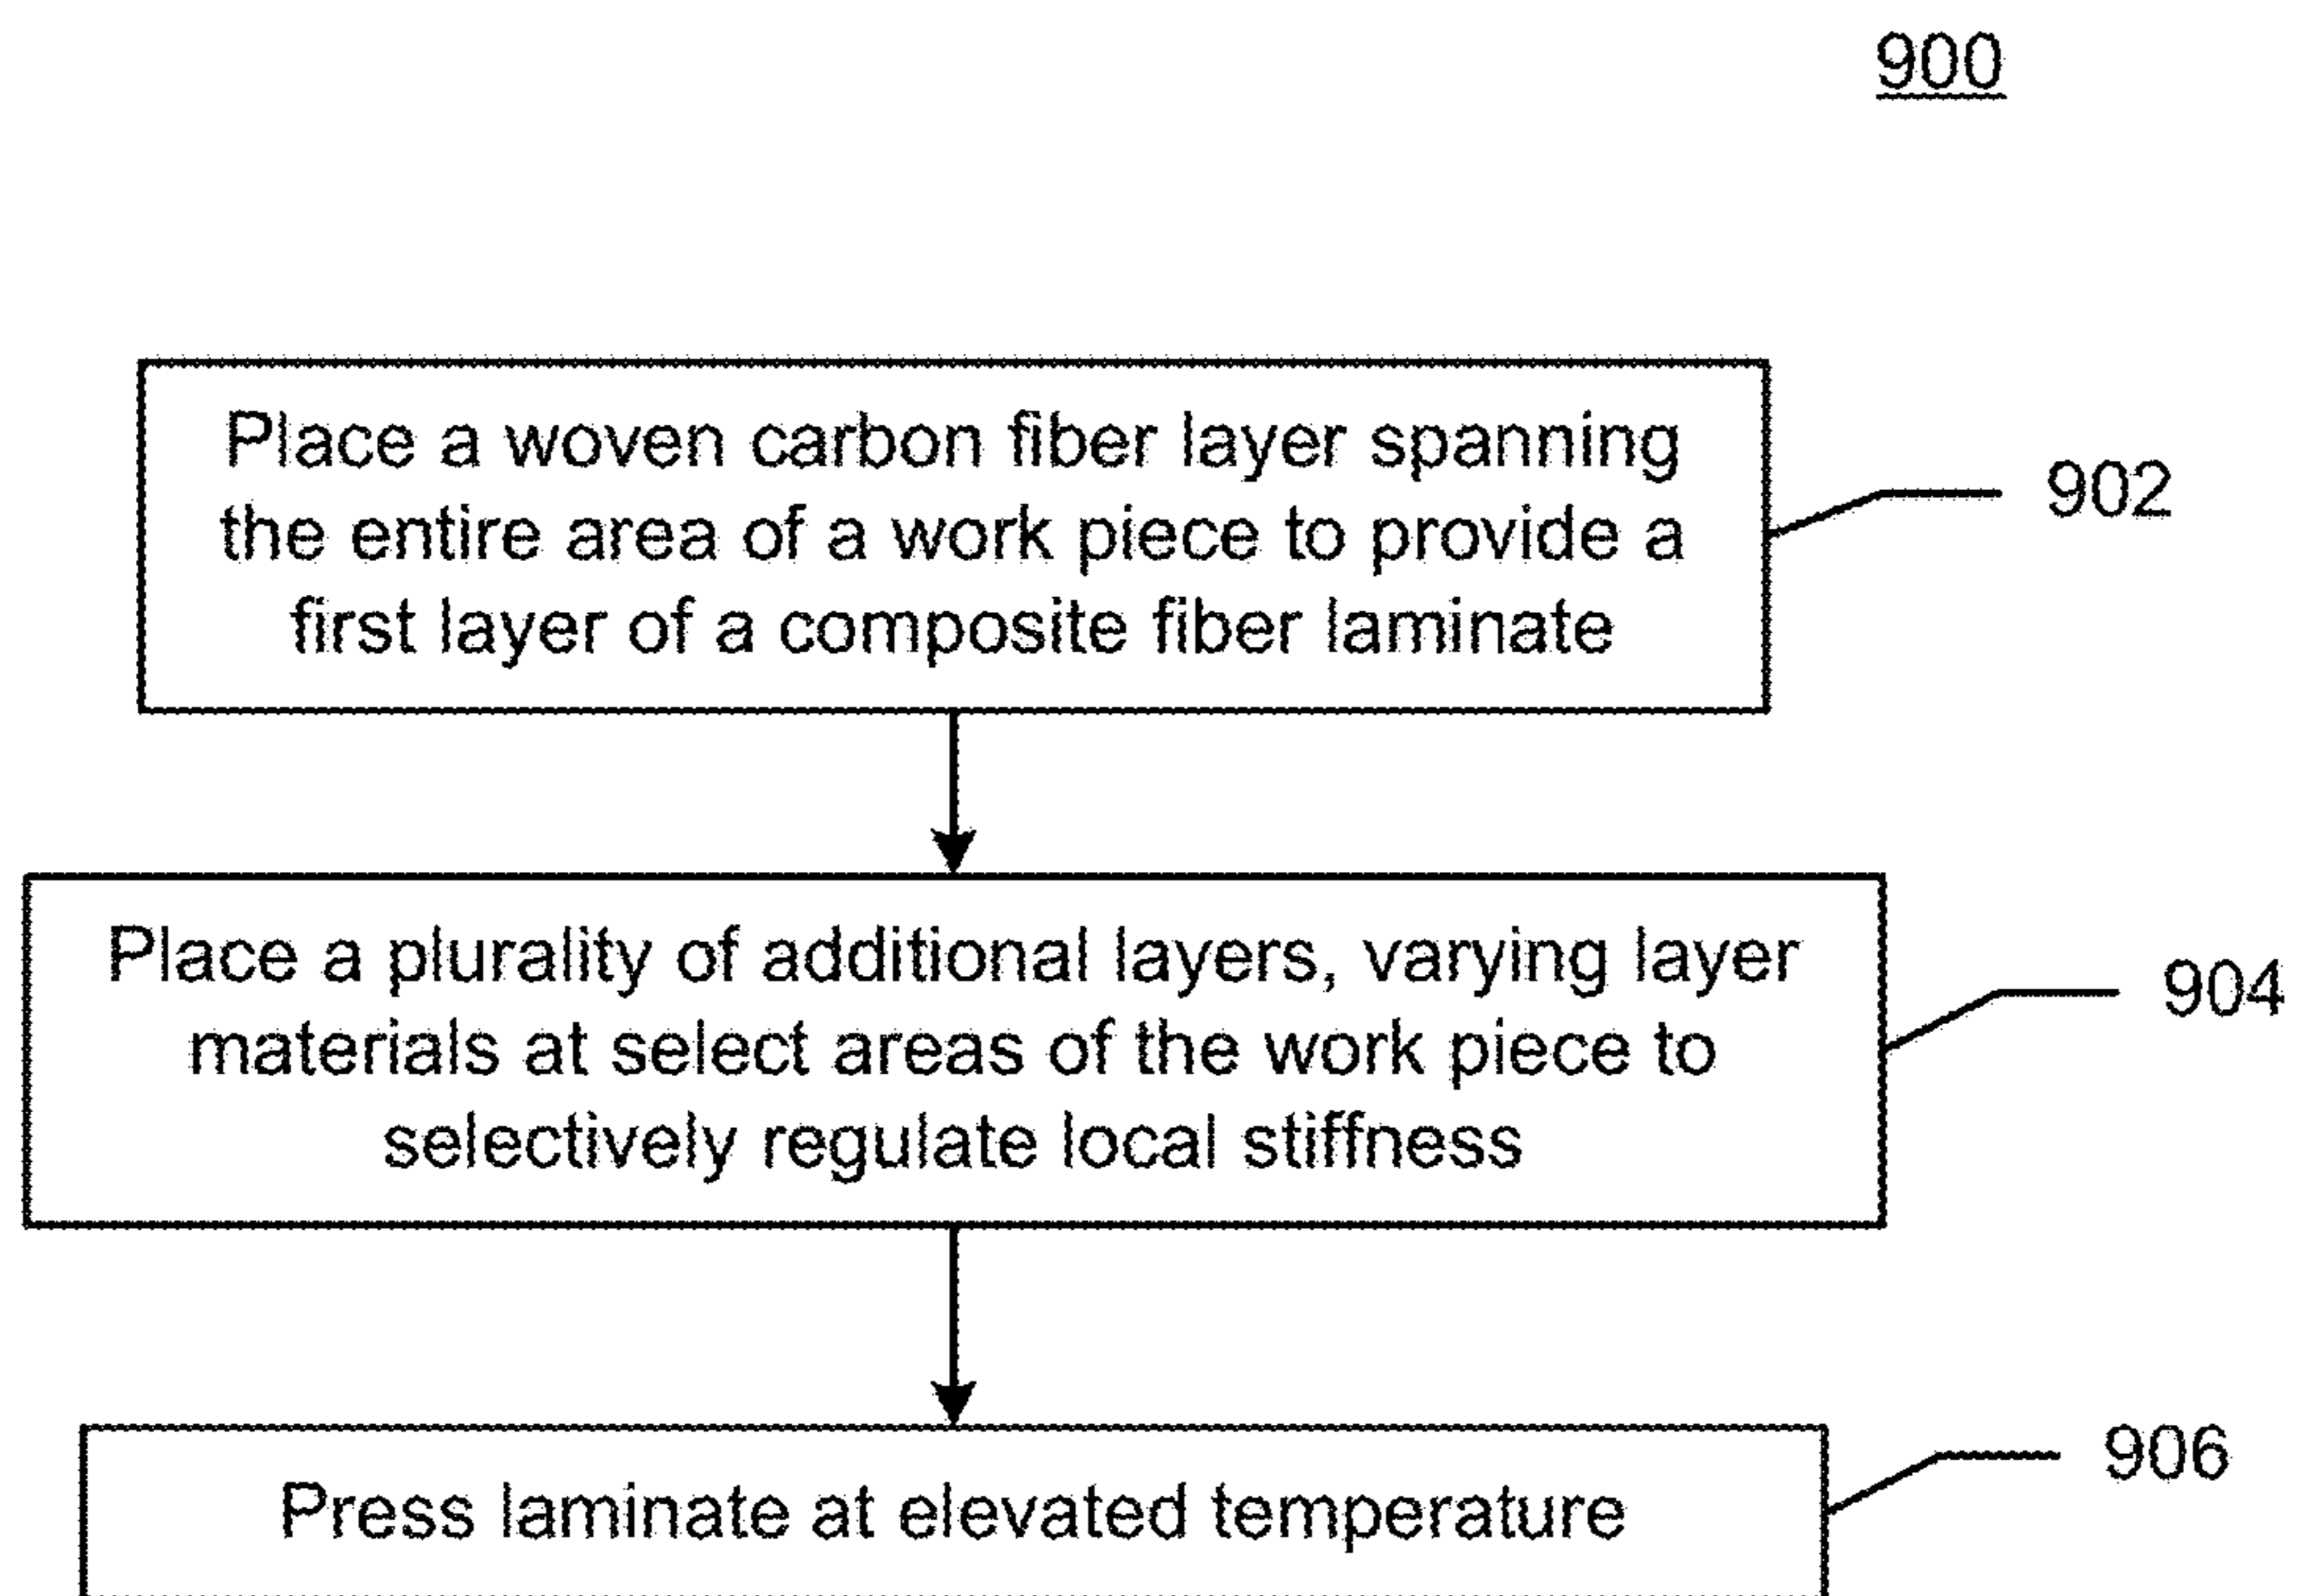 900
Place a woven carbon fiber layer spanning
the entire area of a work piece to provide a
first layer of a composite fiber laminate
902
Place a plurality of additional layers, varying layer
materials at select areas of the work piece to
selectively regulate local stiffness
904
Press laminate at elevated temperature
906